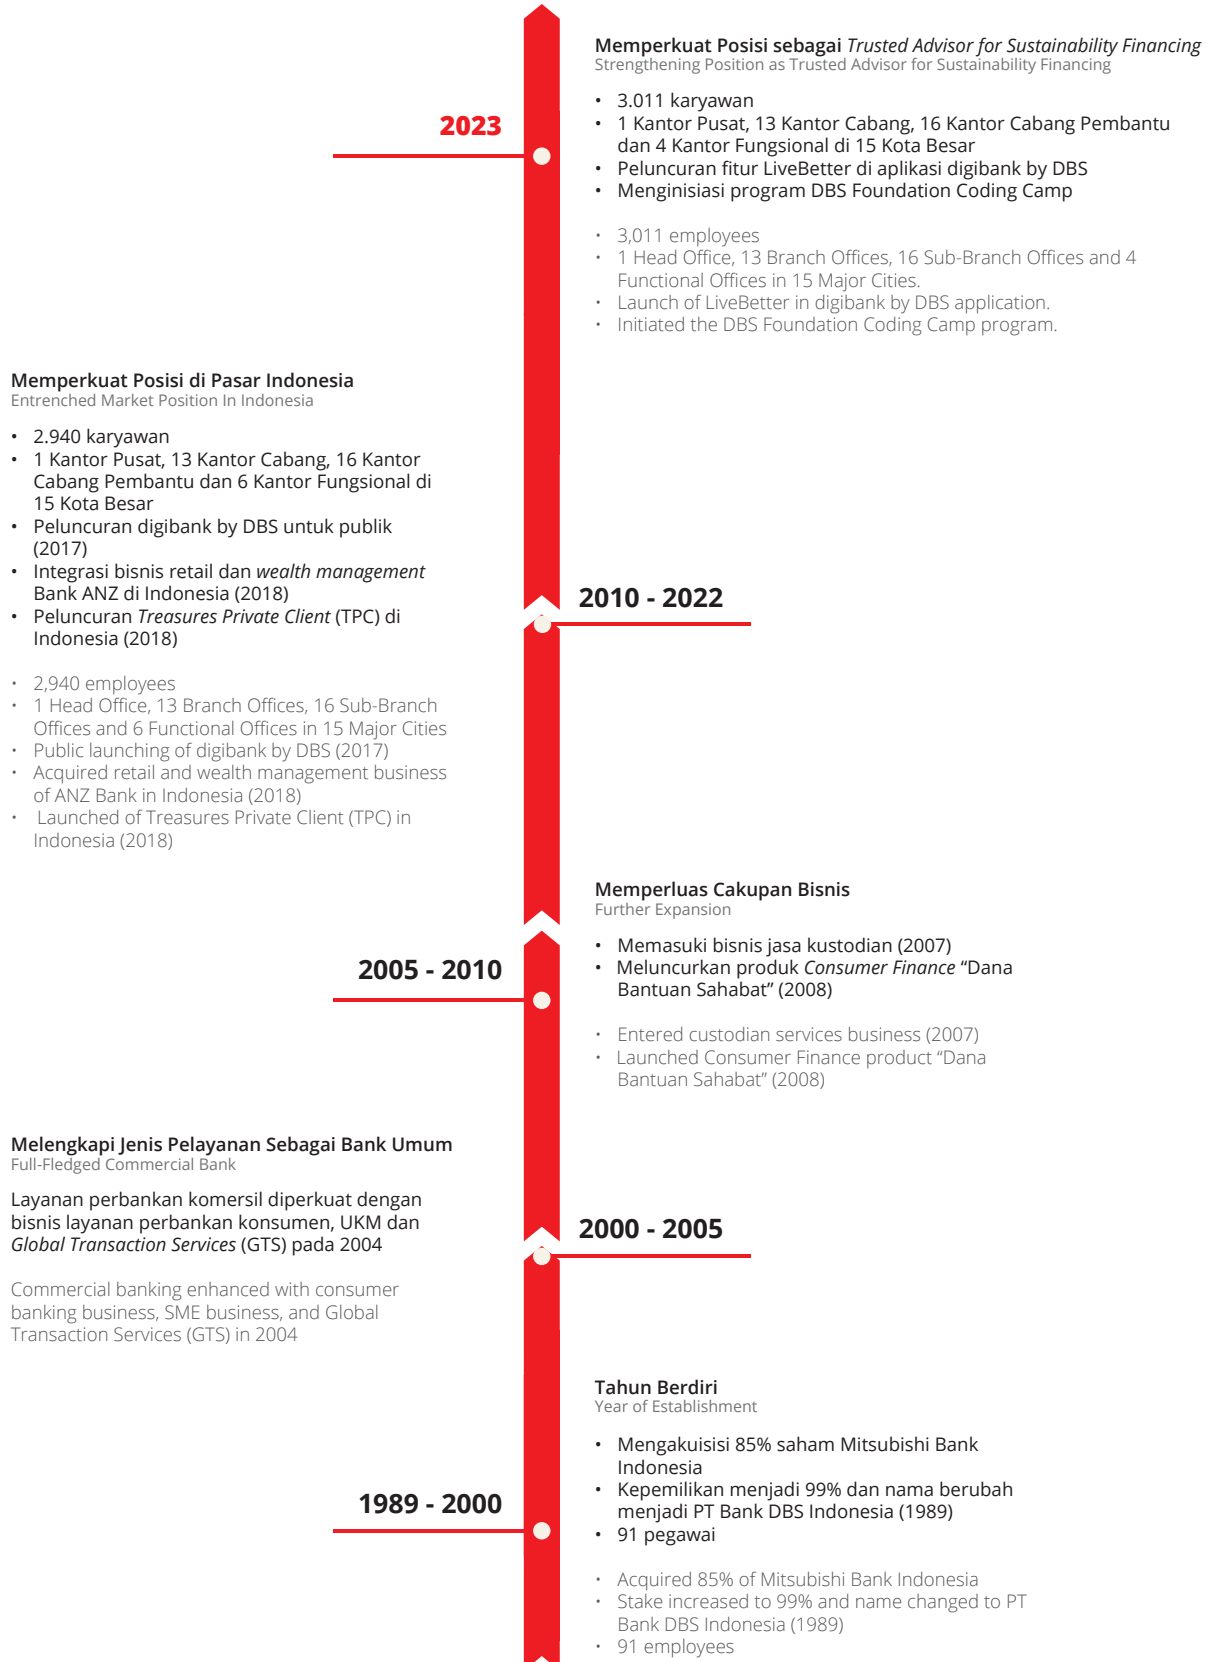 Memperkuat Posisi sebagai Trusted Advisor for Sustainability Financing
Strengthening Position as Trusted Advisor for Sustainability Financing
2023
• 3.011 karyawan
• 1 Kantor Pusat, 13 Kantor Cabang, 16 Kantor Cabang Pembantu
dan 4 Kantor Fungsional di 15 Kota Besar
• Peluncuran fitur LiveBetter di aplikasi digibank by DBS
• Menginisiasi program DBS Foundation Coding Camp
• 3,011 employees
• 1 Head Office, 13 Branch Offices, 16 Sub-Branch Offices and 4
Functional Offices in 15 Major Cities.
• Launch of LiveBetter in digibank by DBS application.
• Initiated the DBS Foundation Coding Camp program.
Memperkuat Posisi di Pasar Indonesia
Entrenched Market Position In Indonesia
• 2.940 karyawan
• 1 Kantor Pusat, 13 Kantor Cabang, 16 Kantor
Cabang Pembantu dan 6 Kantor Fungsional di
15 Kota Besar
• Peluncuran digibank by DBS untuk publik
(2017)
• Integrasi bisnis retail dan wealth management
Bank ANZ di Indonesia (2018)
• Peluncuran Treasures Private Client (TPC) di
Indonesia (2018)
2010 - 2022
• 2,940 employees
• 1 Head Office, 13 Branch Offices, 16 Sub-Branch
Offices and 6 Functional Offices in 15 Major Cities
• Public launching of digibank by DBS (2017)
• Acquired retail and wealth management business
of ANZ Bank in Indonesia (2018)
• Launched of Treasures Private Client (TPC) in
Indonesia (2018)
Memperluas Cakupan Bisnis
Further Expansion
2005 - 2010
• Memasuki bisnis jasa kustodian (2007)
• Meluncurkan produk Consumer Finance “Dana
Bantuan Sahabat” (2008)
• Entered custodian services business (2007)
• Launched Consumer Finance product “Dana
Bantuan Sahabat” (2008)
Melengkapi Jenis Pelayanan Sebagai Bank Umum
Full-Fledged Commercial Bank
Layanan perbankan komersil diperkuat dengan
bisnis layanan perbankan konsumen, UKM dan
Global Transaction Services (GTS) pada 2004
2000 - 2005
Commercial banking enhanced with consumer
banking business, SME business, and Global
Transaction Services (GTS) in 2004
Tahun Berdiri
Year of Establishment
1989 - 2000
• Mengakuisisi 85% saham Mitsubishi Bank
Indonesia
• Kepemilikan menjadi 99% dan nama berubah
menjadi PT Bank DBS Indonesia (1989)
• 91 pegawai
• Acquired 85% of Mitsubishi Bank Indonesia
• Stake increased to 99% and name changed to PT
Bank DBS Indonesia (1989)
• 91 employees